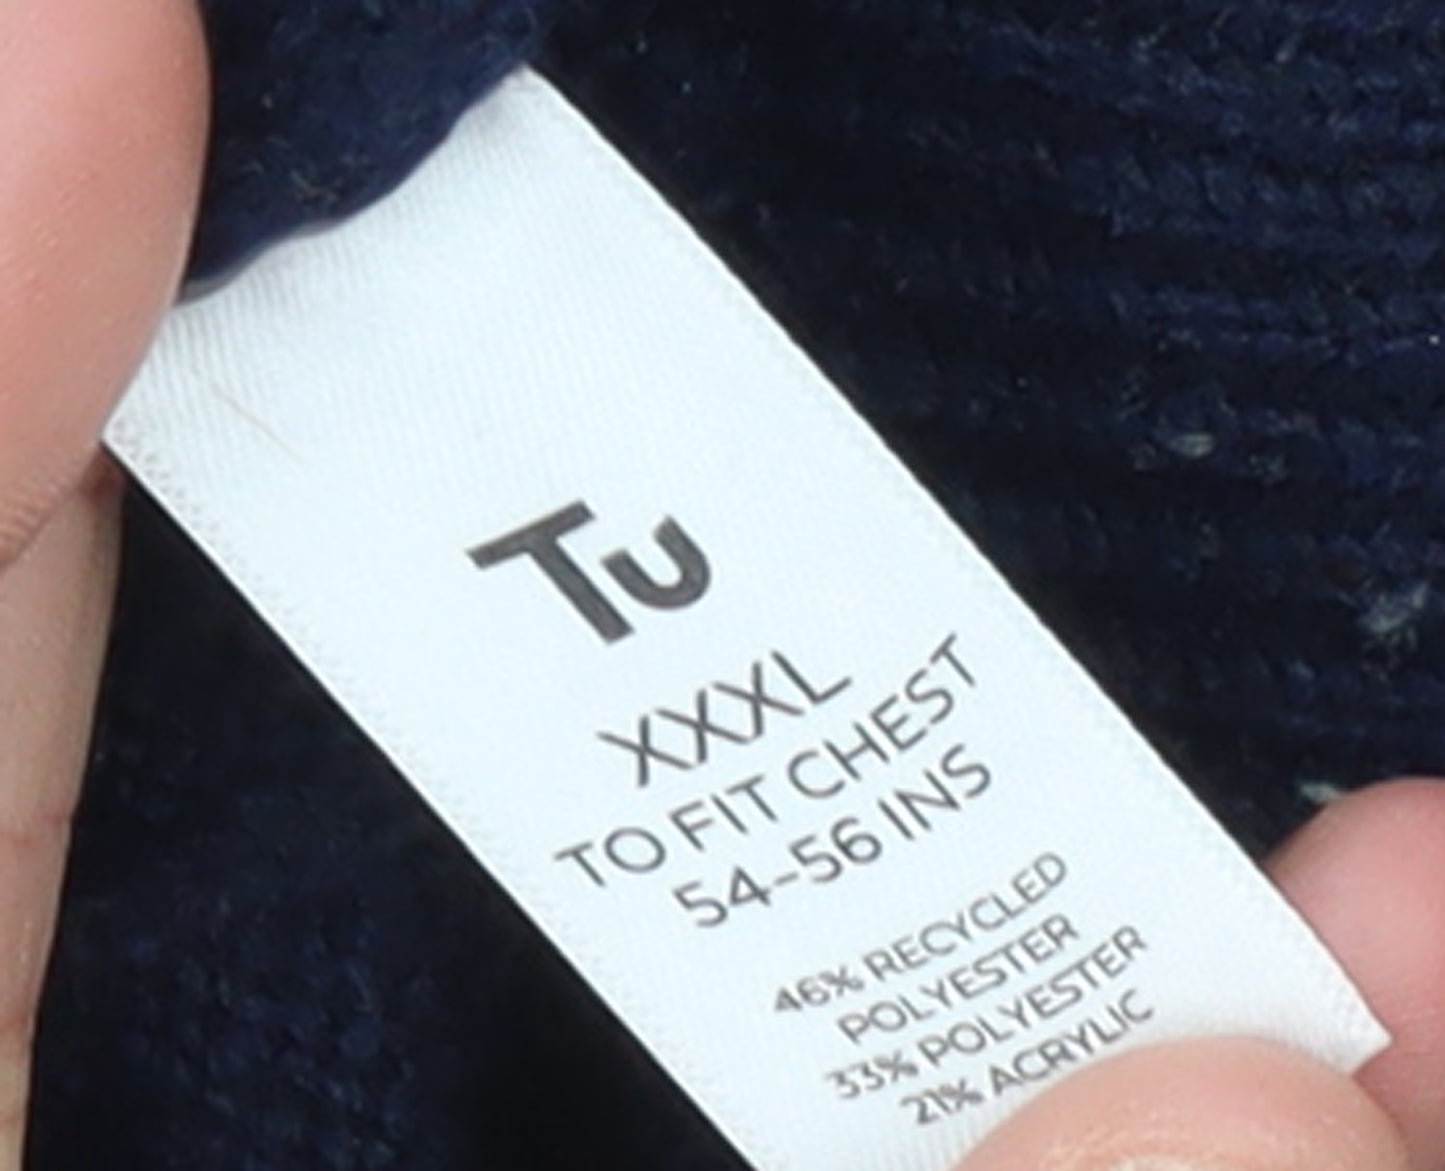 Tu
XXXL
TO FIT CHEST
54-56 INS
46% RECYCLED
POLYESTER
33% POLYESTER
21% ACRYLIC